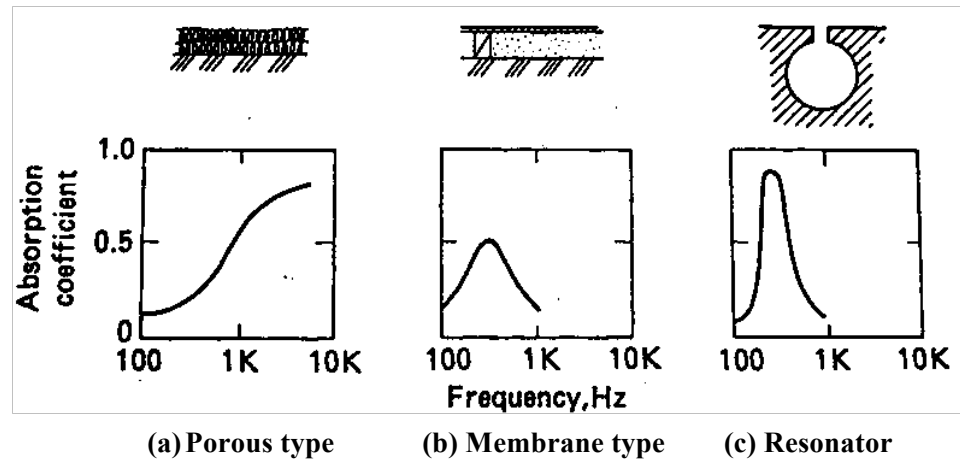 Absorption
coefficient
1.0
0.5
0
100 1K 10K
100 1K 10K
100 1K 10K
Frequency,Hz
(a) Porous type
(b) Membrane type
(c) Resonator